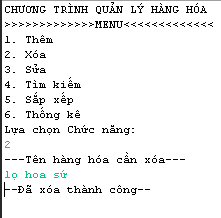 CHƯƠNG TRÌNH QUẢN LÝ HÀNG HÓA
>>>>>>>>>>>>>MENU<<<<<<<<<<<<<
1. Thêm
2. Xóa
3. Sửa
4. Tìm kiếm
5. Sắp xếp
6. Thống kê
Lựa chọn Chức năng:
2
---Tên hàng hóa cần xóa---
lọ hoa sứ
--Đã xóa thành công--